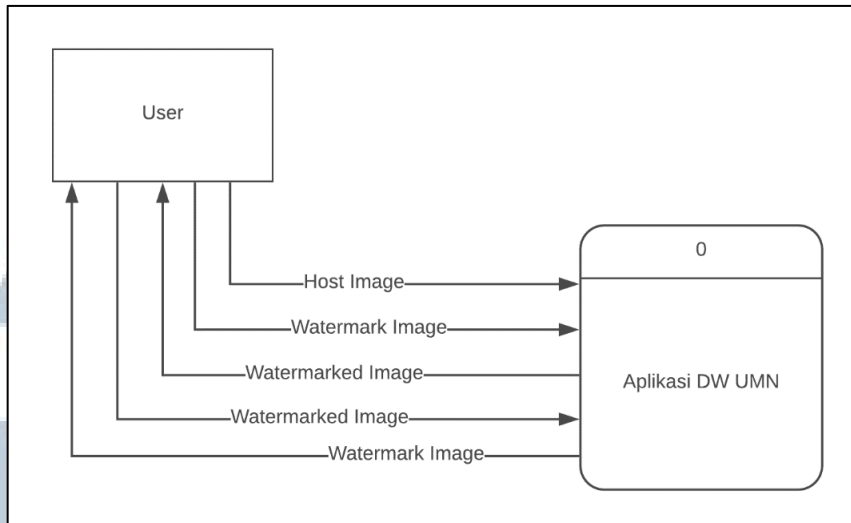 User
0
Host Image
Watermark Image
Aplikasi DW UMN
Watermarked Image
Watermarked Image
Watermark Image